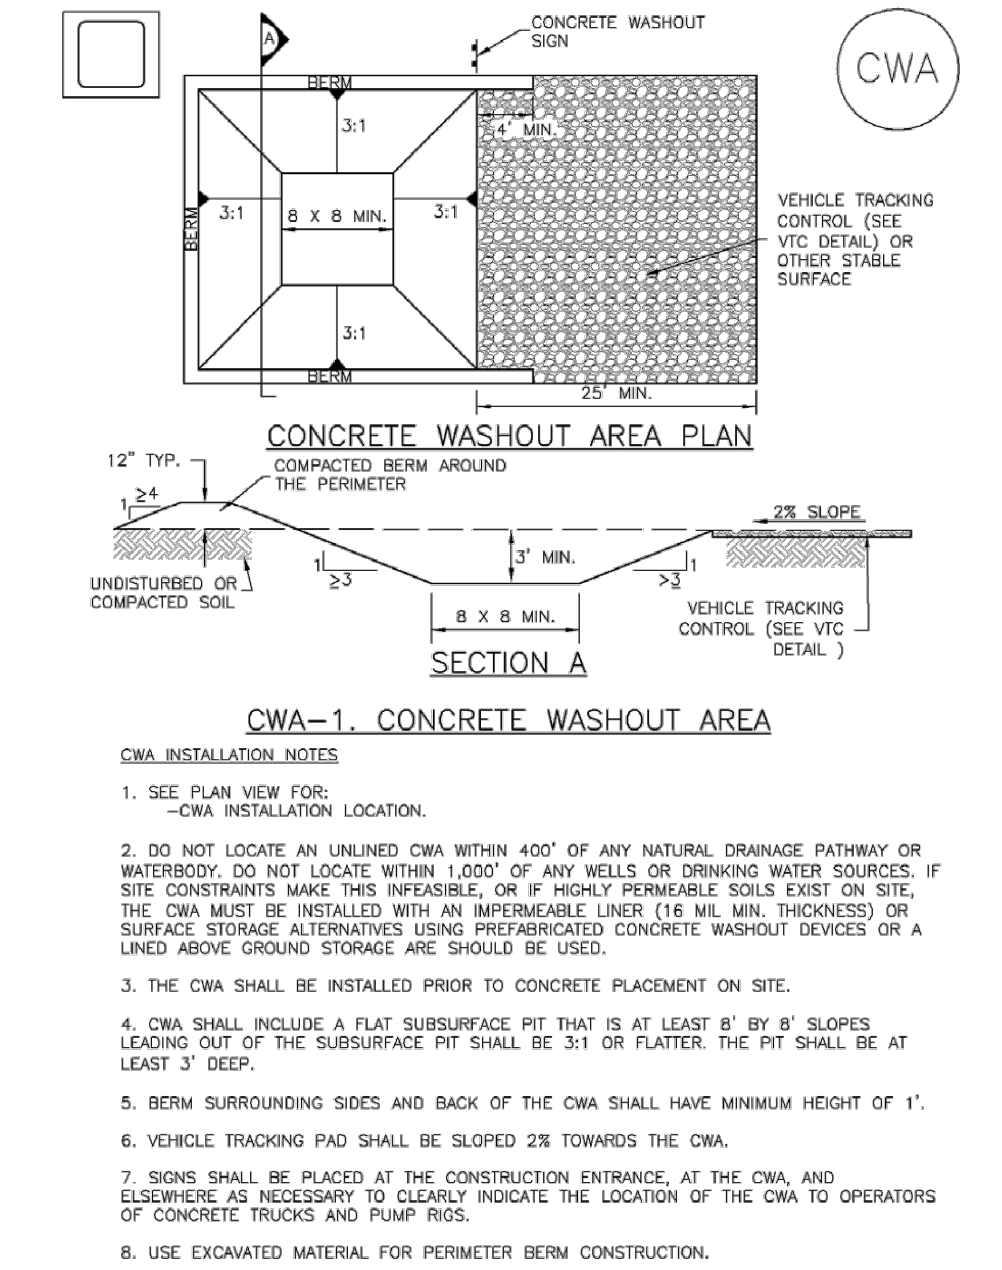 CONCRETE WASHOUT
SIGN
A
CWA
BERM
3:1
4' MIN.
VEHICLE TRACKING
CONTROL (SEE
VTC DETAIL) OR
OTHER STABLE
SURFACE
BERM
3:1
8 X 8 MIN.
3:1
3:1
BERM
25' MIN.
CONCRETE WASHOUT AREA PLAN
12" TYP.
COMPACTED BERM AROUND
THE PERIMETER
1
≥4
2% SLOPE
3' MIN.
1
≥3
>3
1
UNDISTURBED OR
COMPACTED SOIL
8 X 8 MIN.
VEHICLE TRACKING
CONTROL (SEE VTC
DETAIL )
SECTION A
CWA-1. CONCRETE WASHOUT AREA
CWA INSTALLATION NOTES
1. SEE PLAN VIEW FOR:
-CWA INSTALLATION LOCATION.
2. DO NOT LOCATE AN UNLINED CWA WITHIN 400' OF ANY NATURAL DRAINAGE PATHWAY OR
WATERBODY. DO NOT LOCATE WITHIN 1,000' OF ANY WELLS OR DRINKING WATER SOURCES. IF
SITE CONSTRAINTS MAKE THIS INFEASIBLE, OR IF HIGHLY PERMEABLE SOILS EXIST ON SITE,
THE CWA MUST BE INSTALLED WITH AN IMPERMEABLE LINER (16 MIL MIN. THICKNESS) OR
SURFACE STORAGE ALTERNATIVES USING PREFABRICATED CONCRETE WASHOUT DEVICES OR A
LINED ABOVE GROUND STORAGE ARE SHOULD BE USED.
3. THE CWA SHALL BE INSTALLED PRIOR TO CONCRETE PLACEMENT ON SITE.
4. CWA SHALL INCLUDE A FLAT SUBSURFACE PIT THAT IS AT LEAST 8' BY 8' SLOPES
LEADING OUT OF THE SUBSURFACE PIT SHALL BE 3:1 OR FLATTER. THE PIT SHALL BE AT
LEAST 3' DEEP.
5. BERM SURROUNDING SIDES AND BACK OF THE CWA SHALL HAVE MINIMUM HEIGHT OF 1'.
6. VEHICLE TRACKING PAD SHALL BE SLOPED 2% TOWARDS THE CWA.
7. SIGNS SHALL BE PLACED AT THE CONSTRUCTION ENTRANCE, AT THE CWA, AND
ELSEWHERE AS NECESSARY TO CLEARLY INDICATE THE LOCATION OF THE CWA TO OPERATORS
OF CONCRETE TRUCKS AND PUMP RIGS.
8. USE EXCAVATED MATERIAL FOR PERIMETER BERM CONSTRUCTION.